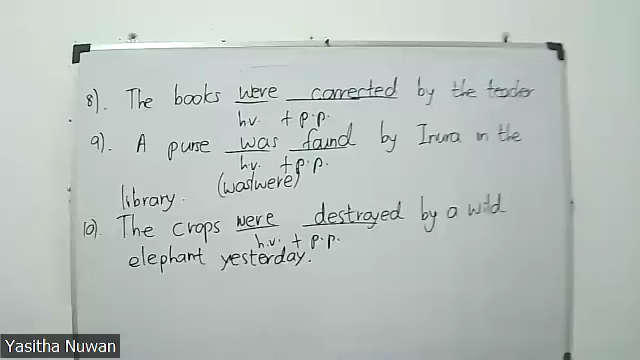 8). The books were corrected by the teacher
h.v. + p.p.
9). A purse was found by Inura in the
h.v. + p.p.
library. (was/were)
10). The crops were destroyed by a wild
h.v. + p.p.
elephant yesterday.
Yasitha Nuwan